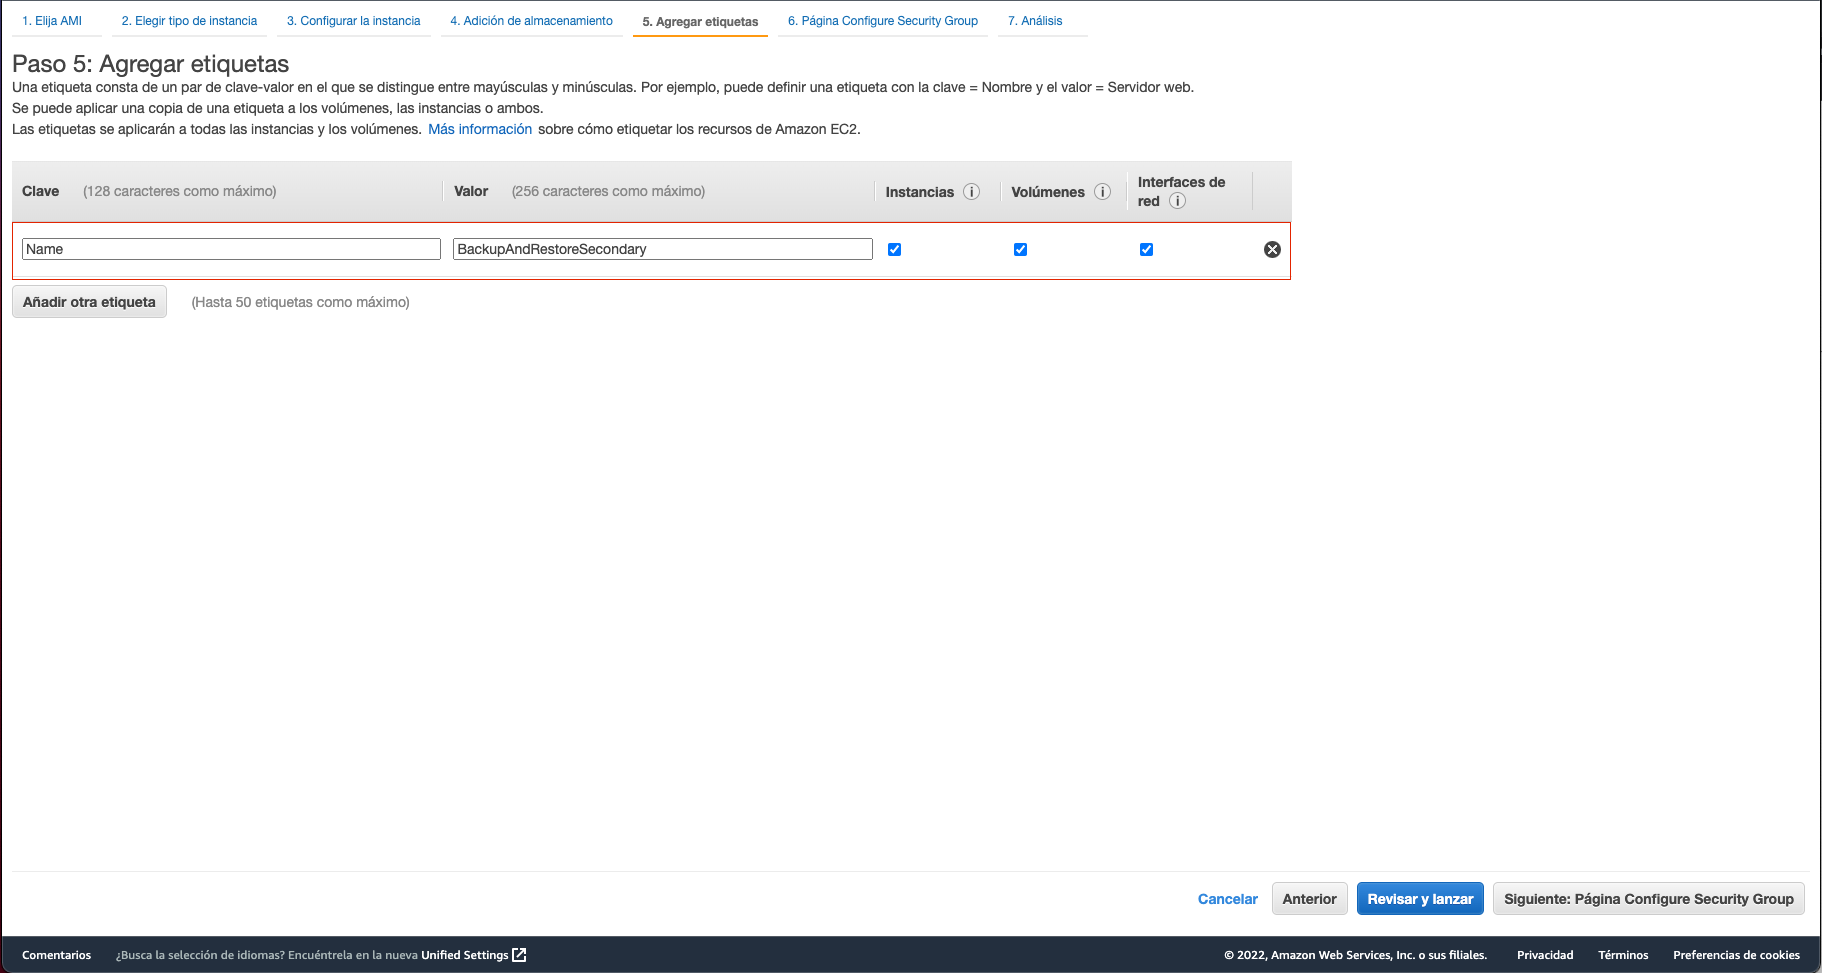 1. Elija AMI 2. Elegir tipo de instancia 3. Configurar la instancia 4. Adición de almacenamiento 5. Agregar etiquetas 6. Página Configure Security Group 7. Análisis
Paso 5: Agregar etiquetas
Una etiqueta consta de un par de clave-valor en el que se distingue entre mayúsculas y minúsculas. Por ejemplo, puede definir una etiqueta con la clave = Nombre y el valor = Servidor web.
Se puede aplicar una copia de una etiqueta a los volúmenes, las instancias o ambos.
Las etiquetas se aplicarán a todas las instancias y los volúmenes. Más información sobre cómo etiquetar los recursos de Amazon EC2.
Clave (128 caracteres como máximo) Valor (256 caracteres como máximo) Instancias i Volúmenes i Interfaces de red i
Name BackupAndRestoreSecondary
Añadir otra etiqueta (Hasta 50 etiquetas como máximo)
Cancelar Anterior Revisar y lanzar Siguiente: Página Configure Security Group
Comentarios ¿Busca la selección de idiomas? Encuéntrela en la nueva Unified Settings © 2022, Amazon Web Services, Inc. o sus filiales. Privacidad Términos Preferencias de cookies